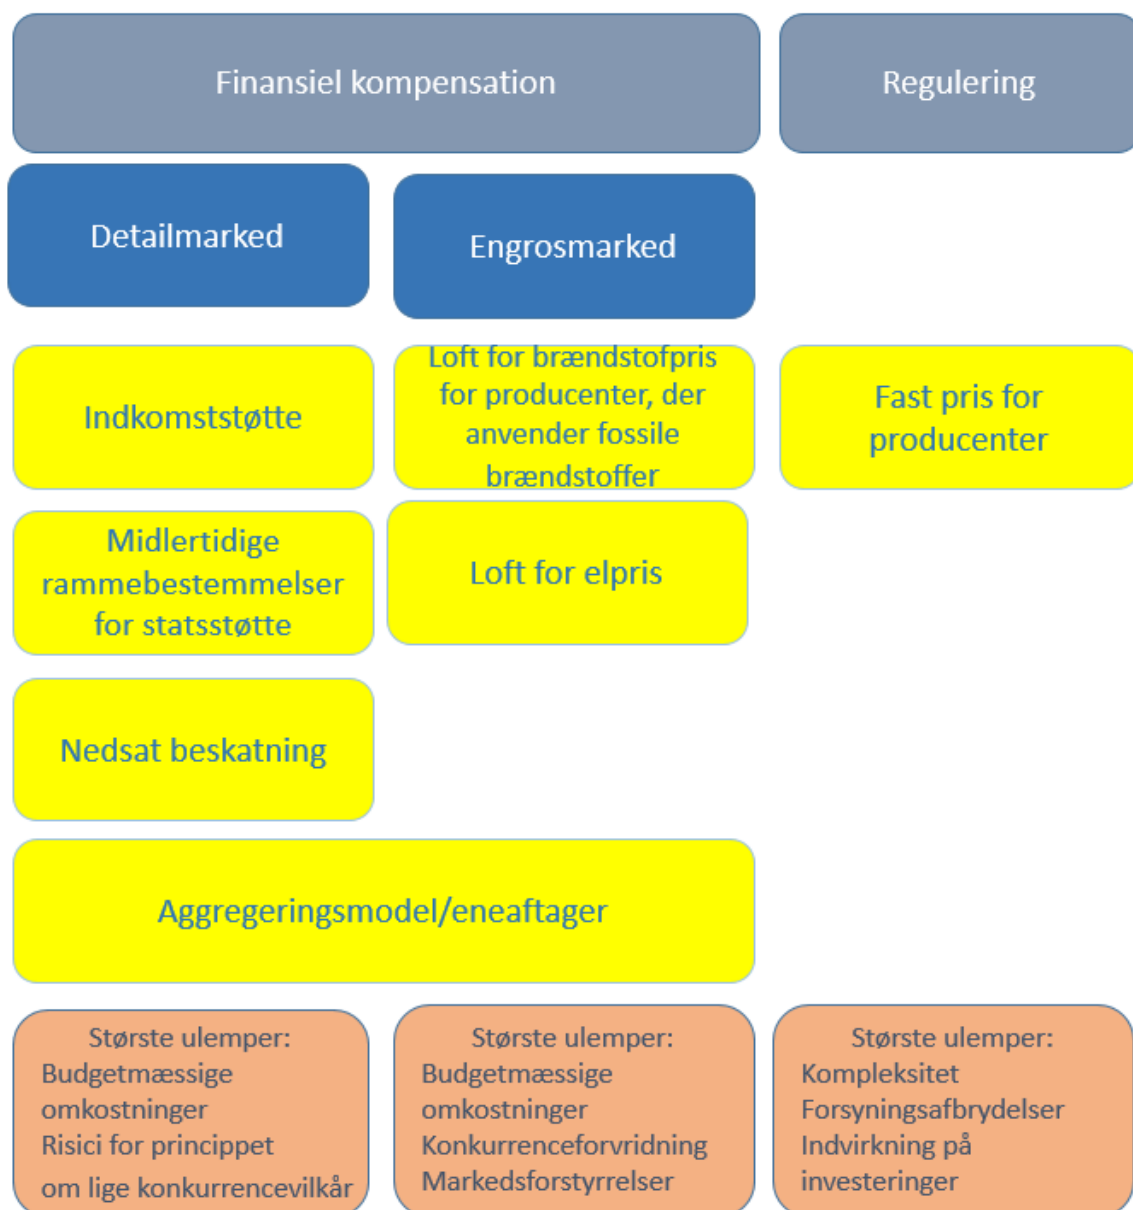 Finansiel kompensation
Regulering
Detailmarked
Engrosmarked
Indkomststøtte
Loft for brændstofpris
for producenter, der
anvender fossile
brændstoffer
Fast pris for
producenter
Midlertidige
rammebestemmelser
for statsstøtte
Loft for elpris
Nedsat beskatning
Aggregeringsmodel/eneaftager
Største ulemper:
Budgetmæssige
omkostninger
Risici for princippet
om lige konkurrencevilkår
Største ulemper:
Budgetmæssige
omkostninger
Konkurrenceforvridning
Markedsforstyrrelser
Største ulemper:
Kompleksitet
Forsyningsafbrydelser
Indvirkning på
investeringer